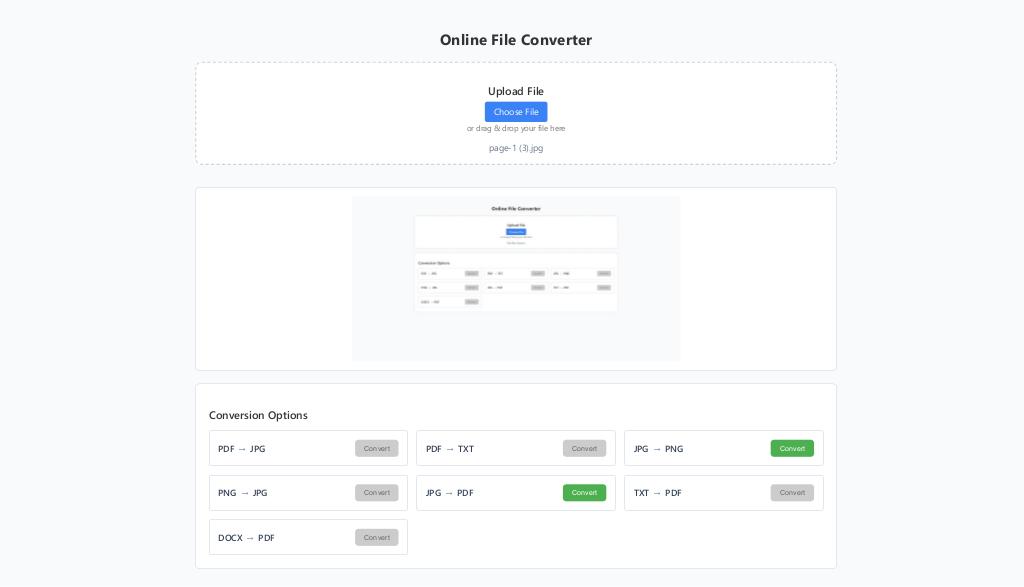 Online File Converter
Upload File
Choose File
or drag & drop your file here
page-1 (3).jpg
Online File Converter
Upload File
Conversion Options
Conversion Options
PDF → JPG Convert
PDF → TXT Convert
JPG → PNG Convert
PNG → JPG Convert
JPG → PDF Convert
TXT → PDF Convert
DOCX → PDF Convert